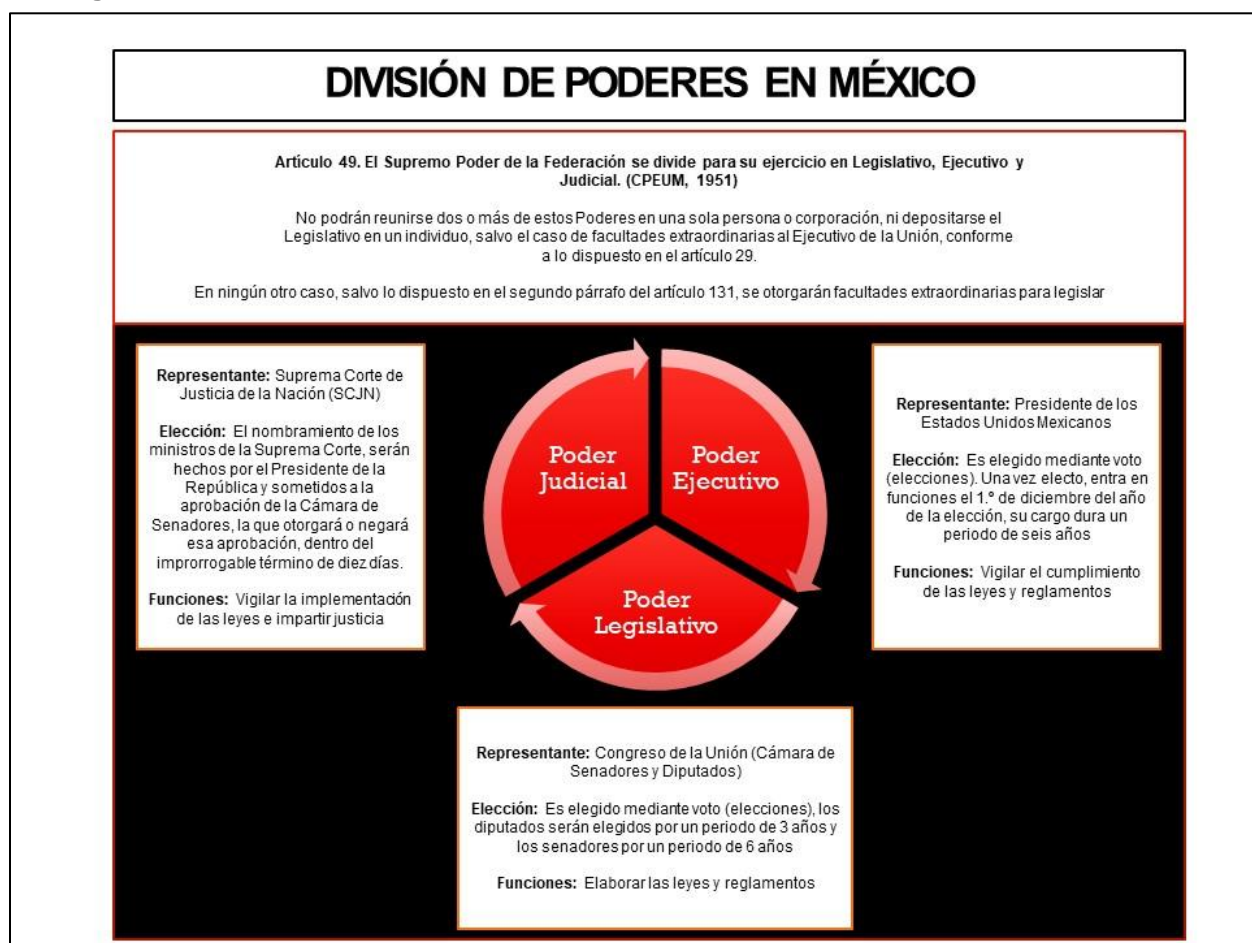 DIVISIÓN DE PODERES EN MÉXICO
Artículo 49. El Supremo Poder de la Federación se divide para su ejercicio en Legislativo, Ejecutivo y
Judicial. (CPEUM, 1951)
No podrán reunirse dos o más de estos Poderes en una sola persona o corporación, ni depositarse el
Legislativo en un individuo, salvo el caso de facultades extraordinarias al Ejecutivo de la Unión, conforme
a lo dispuesto en el artículo 29.
En ningún otro caso, salvo lo dispuesto en el segundo párrafo del artículo 131, se otorgarán facultades extraordinarias para legislar
Representante: Suprema Corte de
Justicia de la Nación (SCJN)
Elección: El nombramiento de los
ministros de la Suprema Corte, serán
hechos por el Presidente de la
República y sometidos a la
aprobación de la Cámara de
Senadores, la que otorgará o negará
esa aprobación, dentro del
improrrogable término de diez días.
Funciones: Vigilar la implementación
de las leyes e impartir justicia
Poder
Judicial
Poder
Ejecutivo
Poder
Legislativo
Representante: Presidente de los
Estados Unidos Mexicanos
Elección: Es elegido mediante voto
(elecciones). Una vez electo, entra en
funciones el 1.º de diciembre del año
de la elección, su cargo dura un
periodo de seis años
Funciones: Vigilar el cumplimiento
de las leyes y reglamentos
Representante: Congreso de la Unión (Cámara de
Senadores y Diputados)
Elección: Es elegido mediante voto (elecciones), los
diputados serán elegidos por un periodo de 3 años y
los senadores por un periodo de 6 años
Funciones: Elaborar las leyes y reglamentos